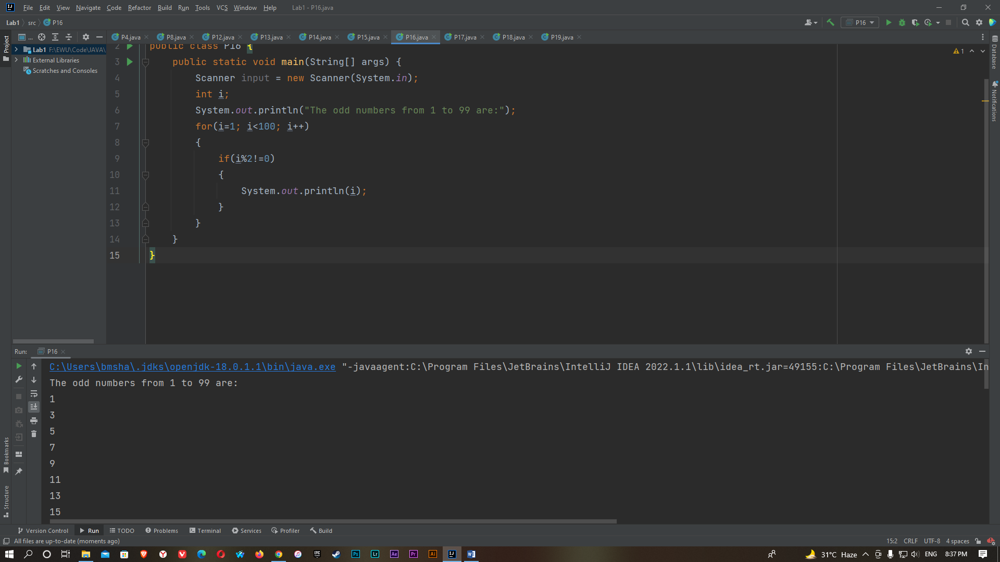 File Edit View Navigate Code Refactor Build Run Tools VCS Window Help Lab1 - P16.java
Lab1 src P16
P16
Project
...
P4.java P8.java P12.java P13.java P14.java P15.java P16.java P17.java P18.java P19.java
Lab1 F:\EWU\Code\JAVA\
External Libraries
Scratches and Consoles
2 public class P16 {
3 public static void main(String[] args) {
4 Scanner input = new Scanner(System.in);
5 int i;
6 System.out.println("The odd numbers from 1 to 99 are:");
7 for(i=1; i<100; i++)
8 {
9 if(i%2!=0)
10 {
11 System.out.println(i);
12 }
13 }
14 }
15 }
1
Database
Notifications
Run: P16
C:\Users\bmsha\.jdks\openjdk-18.0.1.1\bin\java.exe "-javaagent:C:\Program Files\JetBrains\IntelliJ IDEA 2022.1.1\lib\idea_rt.jar=49155:C:\Program Files\JetBrains\In
The odd numbers from 1 to 99 are:
1
3
5
7
9
11
13
15
Bookmarks
Structure
Version Control Run TODO Problems Terminal Services Profiler Build
All files are up-to-date (moments ago) 15:2 CRLF UTF-8 4 spaces
Ps Lr Ae Pr Ai IJ 31°C Haze ENG 8:37 PM